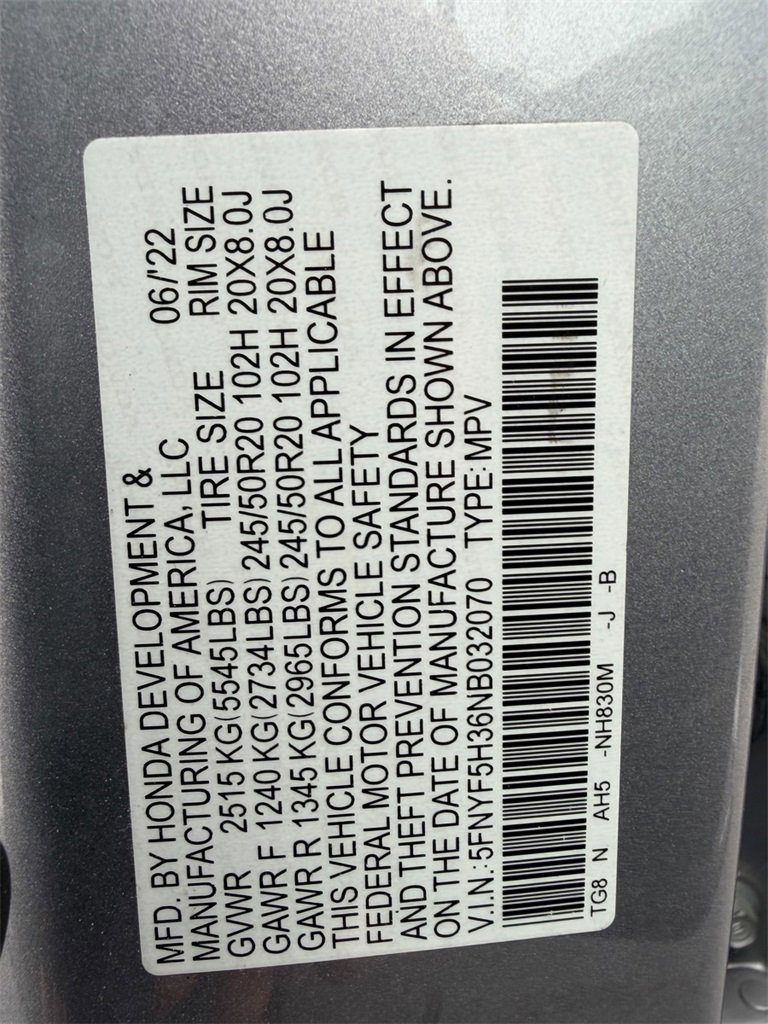 MFD. BY HONDA DEVELOPMENT &
MANUFACTURING OF AMERICA, LLC 06/'22
GVWR 2515 KG(5545LBS) TIRE SIZE RIM SIZE
GAWR F 1240 KG(2734LBS) 245/50R20 102H 20X8.0J
GAWR R 1345 KG(2965LBS) 245/50R20 102H 20X8.0J
THIS VEHICLE CONFORMS TO ALL APPLICABLE
FEDERAL MOTOR VEHICLE SAFETY
AND THEFT PREVENTION STANDARDS IN EFFECT
ON THE DATE OF MANUFACTURE SHOWN ABOVE.
V.I.N.:5FNYF5H36NB032070 TYPE: MPV
TG8 N AH5 -NH830M -J -B